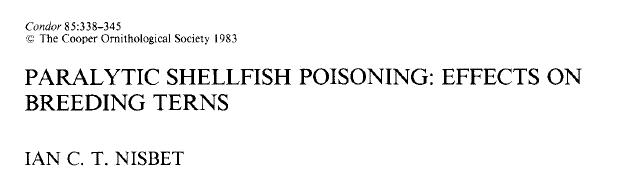 Condor 85:338–345
© The Cooper Ornithological Society 1983
PARALYTIC SHELLFISH POISONING: EFFECTS ON
BREEDING TERNS
IAN C. T. NISBET